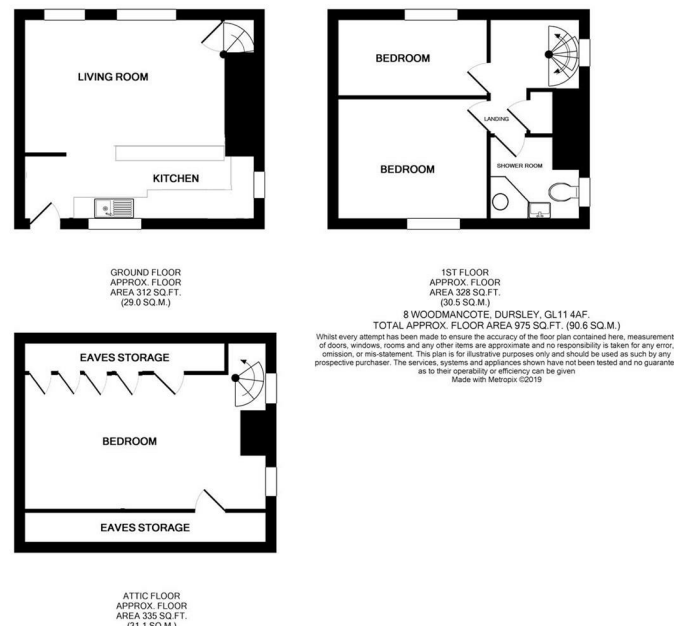 LIVING ROOM
KITCHEN
GROUND FLOOR
APPROX. FLOOR
AREA 312 SQ.FT.
(29.0 SQ.M.)
BEDROOM
LANDING
BEDROOM
SHOWER ROOM
1ST FLOOR
APPROX. FLOOR
AREA 328 SQ.FT.
(30.5 SQ.M.)
8 WOODMANCOTE, DURSLEY, GL11 4AF.
TOTAL APPROX. FLOOR AREA 975 SQ.FT. (90.6 SQ.M.)
Whilst every attempt has been made to ensure the accuracy of the floor plan contained here, measurement
of doors, windows, rooms and any other items are approximate and no responsibility is taken for any error,
omission, or mis-statement. This plan is for illustrative purposes only and should be used as such by any
prospective purchaser. The services, systems and appliances shown have not been tested and no guarante
as to their operability or efficiency can be given
Made with Metropix ©2019
EAVES STORAGE
BEDROOM
EAVES STORAGE
ATTIC FLOOR
APPROX. FLOOR
AREA 335 SQ.FT.
(31.1 SQ.M.)